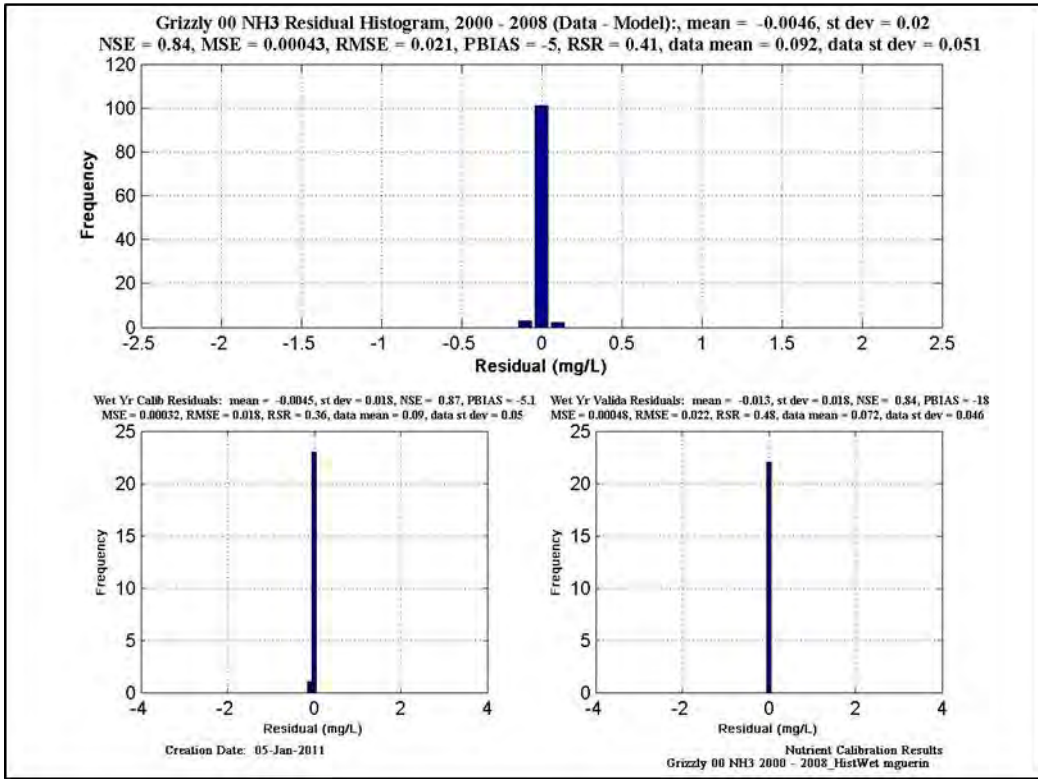 Grizzly 00 NH3 Residual Histogram, 2000 - 2008 (Data - Model):, mean = -0.0046, st dev = 0.02
NSE = 0.84, MSE = 0.00043, RMSE = 0.021, PBIAS = -5, RSR = 0.41, data mean = 0.092, data st dev = 0.051
120
100
80
60
40
20
0
Frequency
-2.5 -2 -1.5 -1 -0.5 0 0.5 1 1.5 2 2.5
Residual (mg/L)
Wet Yr Calib Residuals: mean = -0.0045, st dev = 0.018, NSE = 0.87, PBIAS = -5.1
MSE = 0.00032, RMSE = 0.018, RSR = 0.36, data mean = 0.09, data st dev = 0.05
25
20
15
10
5
0
Frequency
-4 -2 0 2 4
Residual (mg/L)
Wet Yr Valida Residuals: mean = -0.013, st dev = 0.018, NSE = 0.84, PBIAS = -18
MSE = 0.00048, RMSE = 0.022, RSR = 0.48, data mean = 0.072, data st dev = 0.046
25
20
15
10
5
0
Frequency
-4 -2 0 2 4
Residual (mg/L)
Creation Date: 05-Jan-2011
Nutrient Calibration Results
Grizzly 00 NH3 2000 - 2008_HistWet mguerin